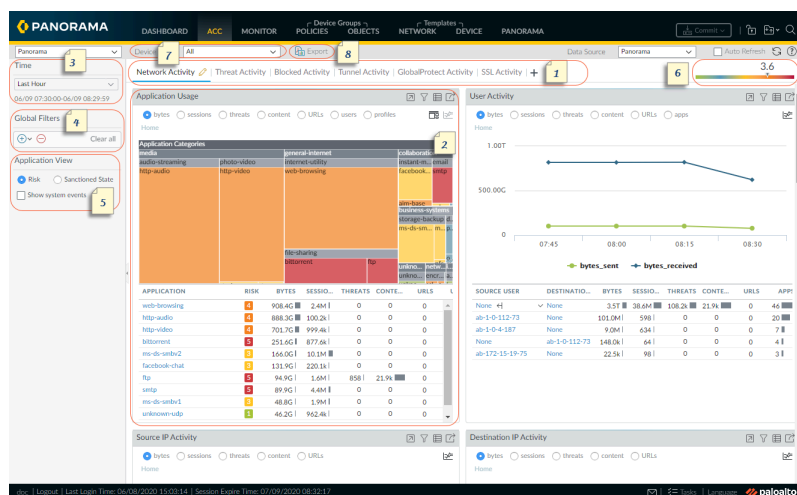 PANORAMA
DASHBOARD ACC MONITOR Device Groups POLICIES OBJECTS Templates NETWORK DEVICE PANORAMA Commit
Panorama 3 Device 7 All Export 8 Data Source Panorama Auto Refresh
Time
Last Hour
06/09 07:30:00-06/09 08:29:59
Global Filters 4
Clear all
Application View
Risk Sanctioned State
Show system events 5
Network Activity Threat Activity Blocked Activity Tunnel Activity GlobalProtect Activity SSL Activity + 1 6 3.6
Application Usage
bytes sessions threats content URLs users profiles
Home 2
Application Categories
media general-internet
audio-streaming photo-video internet-utility instant-m... email
http-audio http-video web-browsing facebook... smtp
aim-base
business-systems
storage-backup
ms-ds-sm... m...
file-sharing
bittorrent ftp
unkno... netw...
unkno... encr...
APPLICATION RISK BYTES SESSIO... THREATS CONTE... URLS U
web-browsing 4 908.4G 2.4M 0 0 0
http-audio 4 888.3G 100.2k 0 0 0
http-video 4 701.7G 999.4k 0 0 0
bittorrent 5 251.6G 877.6k 0 0 0
ms-ds-smbv2 3 166.0G 10.1M 0 0 0
facebook-chat 3 131.9G 220.1k 0 0 0
ftp 5 94.9G 1.6M 858 21.9k 0
smtp 5 89.9G 4.4M 0 0 0
ms-ds-smbv1 3 48.8G 1.9M 0 0 0
unknown-udp 1 46.2G 962.4k 0 0 0
User Activity
bytes sessions threats content URLs apps
Home
1.00T
500.00G
0
07:45 08:00 08:15 08:30
bytes_sent bytes_received
SOURCE USER DESTINATIO... BYTES SESSIO... THREATS CONTE... URLS APPS
None None 3.5T 38.6M 108.2k 21.9k 0 46
ab-1-0-112-73 None 101.0M 598 0 0 0 20
ab-1-0-4-187 None 9.0M 634 0 0 0 7
None ab-1-0-112-73 148.0k 64 0 0 0 4
ab-172-15-19-75 None 22.5k 98 0 0 0 3
Source IP Activity
bytes sessions threats content URLs
Home
Destination IP Activity
bytes sessions threats content URLs
Home
doc | Logout | Last Login Time: 06/08/2020 15:03:14 | Session Expire Time: 07/09/2020 08:32:17 Tasks | Language paloalto